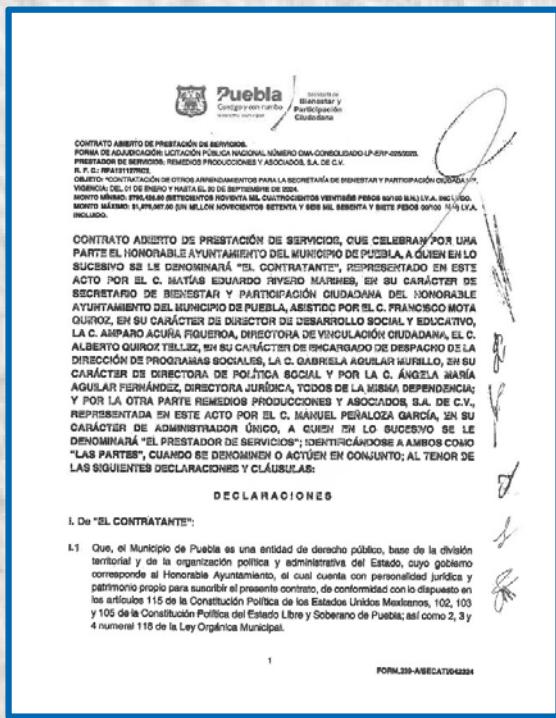 Puebla
Contigo y con rumbo
Gobierno Municipal
Secretaría de
Bienestar y
Participación
Ciudadana
CONTRATO ABIERTO DE PRESTACIÓN DE SERVICIOS.
FORMA DE ADJUDICACIÓN: LICITACIÓN PÚBLICA NACIONAL NÚMERO CMA-CONSOLIDADO-LP-ERP-
PRESTADOR DE SERVICIOS: REMEDIOS PRODUCCIONES Y ASOCIADOS, S.A. DE C.V.
R. F. C.:
OBJETO: "CONTRATACIÓN DE OTROS ARRENDAMIENTOS PARA LA SECRETARÍA DE BIENESTAR Y PARTICIPACIÓN CIUDADANA".
VIGENCIA: DEL 01 DE ENERO Y HASTA EL 30 DE SEPTIEMBRE DE 2024.
MONTO MÍNIMO: (SETECIENTOS NOVENTA MIL CUATROCIENTOS VEINTISÉIS PESOS 80/100 M.N.) I.V.A. INCLUIDO.
MONTO MÁXIMO: $1,976,067.00 (UN MILLÓN NOVECIENTOS SETENTA Y SEIS MIL SESENTA Y SIETE PESOS 00/100 M.N.) I.V.A.
INCLUIDO.
CONTRATO ABIERTO DE PRESTACIÓN DE SERVICIOS, QUE CELEBRAN POR UNA
PARTE EL HONORABLE AYUNTAMIENTO DEL MUNICIPIO DE PUEBLA, A QUIEN EN LO
SUCESIVO SE LE DENOMINARÁ "EL CONTRATANTE", REPRESENTADO EN ESTE
ACTO POR EL C. MATÍAS EDUARDO RIVERO MARINES, EN SU CARÁCTER DE
SECRETARIO DE BIENESTAR Y PARTICIPACIÓN CIUDADANA DEL HONORABLE
AYUNTAMIENTO DEL MUNICIPIO DE PUEBLA, ASISTIDO POR EL C. FRANCISCO MOTA
QUIROZ, EN SU CARÁCTER DE DIRECTOR DE DESARROLLO SOCIAL Y EDUCATIVO,
LA C. AMPARO ACUÑA FIGUEROA, DIRECTORA DE VINCULACIÓN CIUDADANA, EL C.
ALBERTO QUIROZ TELLEZ, EN SU CARÁCTER DE ENCARGADO DE DESPACHO DE LA
DIRECCIÓN DE PROGRAMAS SOCIALES, LA C. GABRIELA AGUILAR MURILLO, EN SU
CARÁCTER DE DIRECTORA DE POLÍTICA SOCIAL Y POR LA C. ÁNGELA MARÍA
AGUILAR FERNÁNDEZ, DIRECTORA JURÍDICA, TODOS DE LA MISMA DEPENDENCIA;
Y POR LA OTRA PARTE REMEDIOS PRODUCCIONES Y ASOCIADOS, S.A. DE C.V.,
REPRESENTADA EN ESTE ACTO POR EL C. MANUEL PEÑALOZA GARCÍA, EN SU
CARÁCTER DE ADMINISTRADOR ÚNICO, A QUIEN EN LO SUCESIVO SE LE
DENOMINARÁ "EL PRESTADOR DE SERVICIOS"; IDENTIFICÁNDOSE A AMBOS COMO
"LAS PARTES", CUANDO SE DENOMINEN O ACTÚEN EN CONJUNTO; AL TENOR DE
LAS SIGUIENTES DECLARACIONES Y CLÁUSULAS:
DECLARACIONES
I. De "EL CONTRATANTE":
I.1 Que, el Municipio de Puebla es una entidad de derecho público, base de la división
territorial y de la organización política y administrativa del Estado, cuyo gobierno
corresponde al Honorable Ayuntamiento, el cual cuenta con personalidad jurídica y
patrimonio propio para suscribir el presente contrato, de conformidad con lo dispuesto en
los artículos 115 de la Constitución Política de los Estados Unidos Mexicanos, 102, 103
y 105 de la Constitución Política del Estado Libre y Soberano de Puebla; así como 2, 3 y
4 numeral 118 de la Ley Orgánica Municipal.
1
FORM.239-A/SECATI/042324